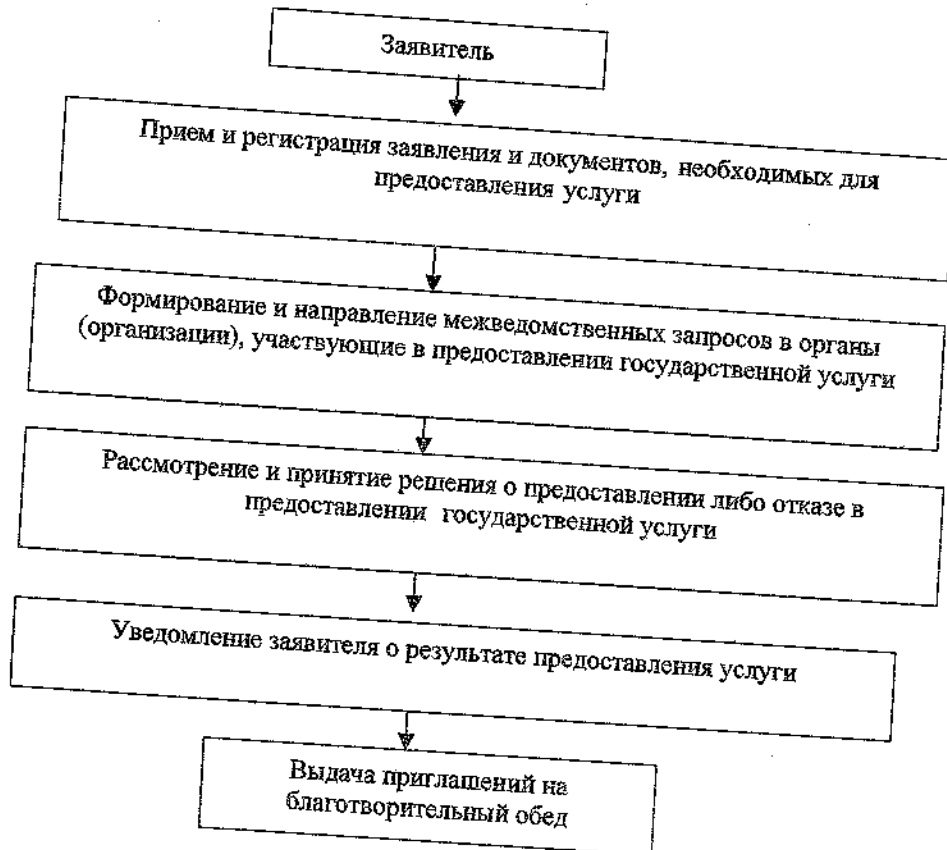 Заявитель
Прием и регистрация заявления и документов, необходимых для
предоставления услуги
Формирование и направление межведомственных запросов в органы
(организации), участвующие в предоставлении государственной услуги
Рассмотрение и принятие решения о предоставлении либо отказе в
предоставлении государственной услуги
Уведомление заявителя о результате предоставления услуги
Выдача приглашений на
благотворительный обед